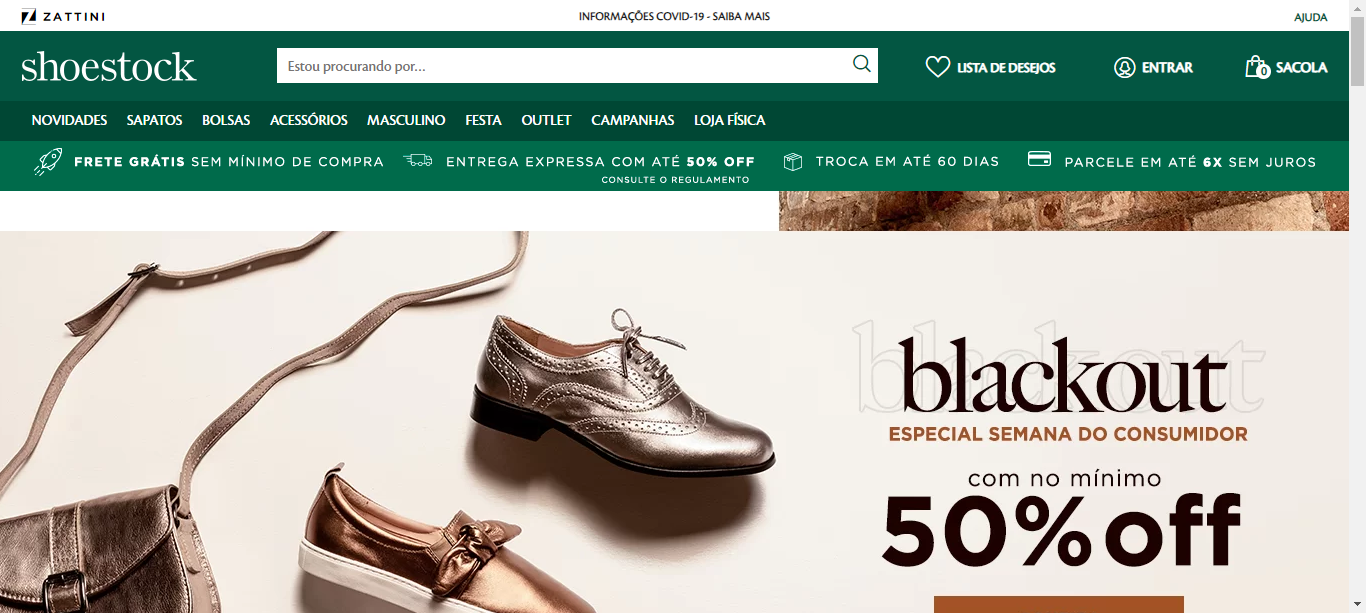 ZATTINI
INFORMAÇÕES COVID-19 - SAIBA MAIS
AJUDA
shoestock
Estou procurando por...
LISTA DE DESEJOS
ENTRAR
0
SACOLA
NOVIDADES SAPATOS BOLSAS ACESSÓRIOS MASCULINO FESTA OUTLET CAMPANHAS LOJA FÍSICA
FRETE GRÁTIS SEM MÍNIMO DE COMPRA
ENTREGA EXPRESSA COM ATÉ 50% OFF
CONSULTE O REGULAMENTO
TROCA EM ATÉ 60 DIAS
PARCELE EM ATÉ 6X SEM JUROS
blackout
blackout
ESPECIAL SEMANA DO CONSUMIDOR
com no mínimo
50% off